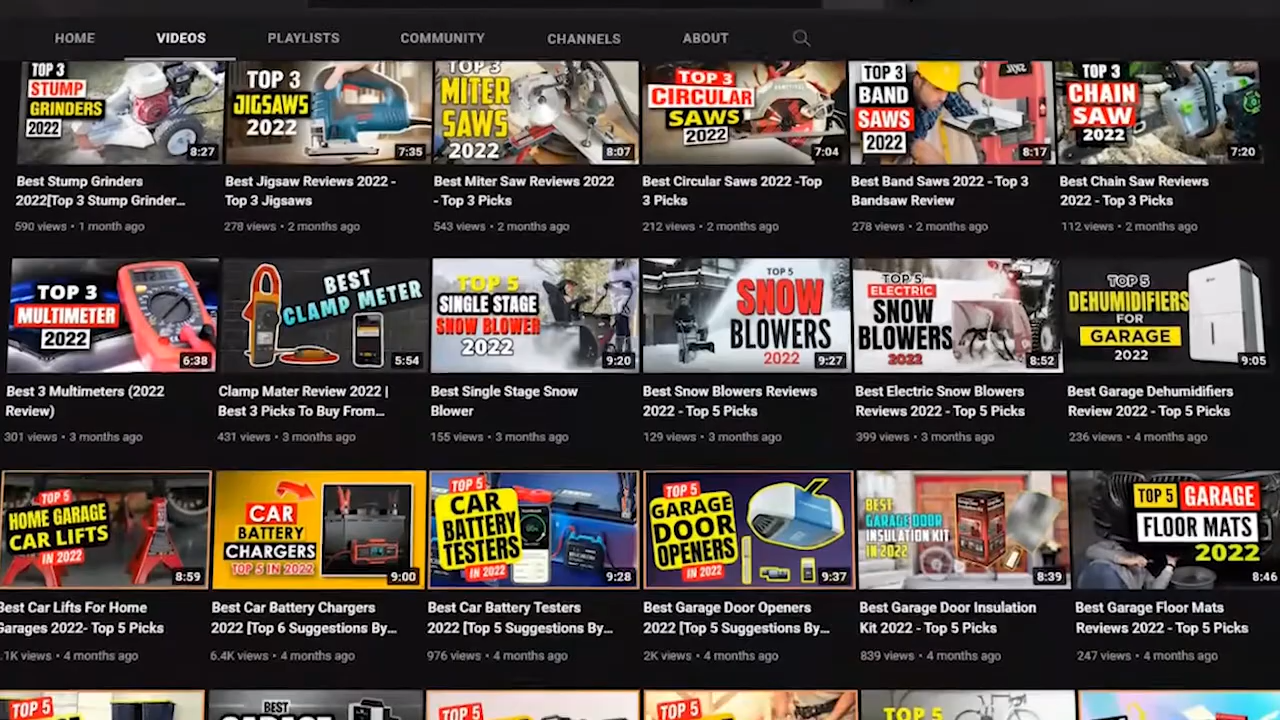 HOME VIDEOS PLAYLISTS COMMUNITY CHANNELS ABOUT
TOP 3
STUMP
GRINDERS
2022
8:27
TOP 3
JIGSAWS
2022
7:35
TOP 3
MITER
SAWS
2022
8:07
TOP 3
CIRCULAR
SAWS
2022
7:04
TOP 3
BAND
SAWS
2022
8:17
TOP 3
CHAIN
SAW
2022
7:20
Best Stump Grinders
2022[Top 3 Stump Grinder...
590 views • 1 month ago
Best Jigsaw Reviews 2022 -
Top 3 Jigsaws
278 views • 2 months ago
Best Miter Saw Reviews 2022
- Top 3 Picks
543 views • 2 months ago
Best Circular Saws 2022 -Top
3 Picks
212 views • 2 months ago
Best Band Saws 2022 - Top 3
Bandsaw Review
278 views • 2 months ago
Best Chain Saw Reviews
2022 - Top 3 Picks
112 views • 2 months ago
TOP 3
MULTIMETER
2022
6:38
BEST
CLAMP METER
5:54
TOP 5
SINGLE STAGE
SNOW BLOWER
2022
9:20
TOP 5
SNOW
BLOWERS
2022
9:27
TOP 5
ELECTRIC
SNOW
BLOWERS
2022
8:52
TOP 5
DEHUMIDIFIERS
FOR
GARAGE
2022
9:05
Best 3 Multimeters (2022
Review)
301 views • 3 months ago
Clamp Mater Review 2022 |
Best 3 Picks To Buy From...
431 views • 3 months ago
Best Single Stage Snow
Blower
155 views • 3 months ago
Best Snow Blowers Reviews
2022 - Top 5 Picks
129 views • 3 months ago
Best Electric Snow Blowers
Reviews 2022 - Top 5 Picks
399 views • 3 months ago
Best Garage Dehumidifiers
Review 2022 - Top 5 Picks
236 views • 4 months ago
TOP 5
HOME GARAGE
CAR LIFTS
IN 2022
8:59
CAR
BATTERY
CHARGERS
TOP 5 IN 2022
9:00
TOP 5
CAR
BATTERY
TESTERS
IN 2022
9:28
TOP 5
GARAGE
DOOR
OPENERS
IN 2022
9:37
BEST
GARAGE DOOR
INSULATION
KIT
IN 2022
8:39
TOP 5 GARAGE
FLOOR MATS
2022
8:46
Best Car Lifts For Home
Garages 2022- Top 5 Picks
.1K views • 4 months ago
Best Car Battery Chargers
2022 [Top 6 Suggestions By...
6.4K views • 4 months ago
Best Car Battery Testers
2022 [Top 5 Suggestions By...
976 views • 4 months ago
Best Garage Door Openers
2022 [Top 5 Suggestions By...
2K views • 4 months ago
Best Garage Door Insulation
Kit 2022 - Top 5 Picks
839 views • 4 months ago
Best Garage Floor Mats
Reviews 2022 - Top 5 Picks
247 views • 4 months ago
TOP 5
BEST
TOP 5
TOP 5
TOP 5